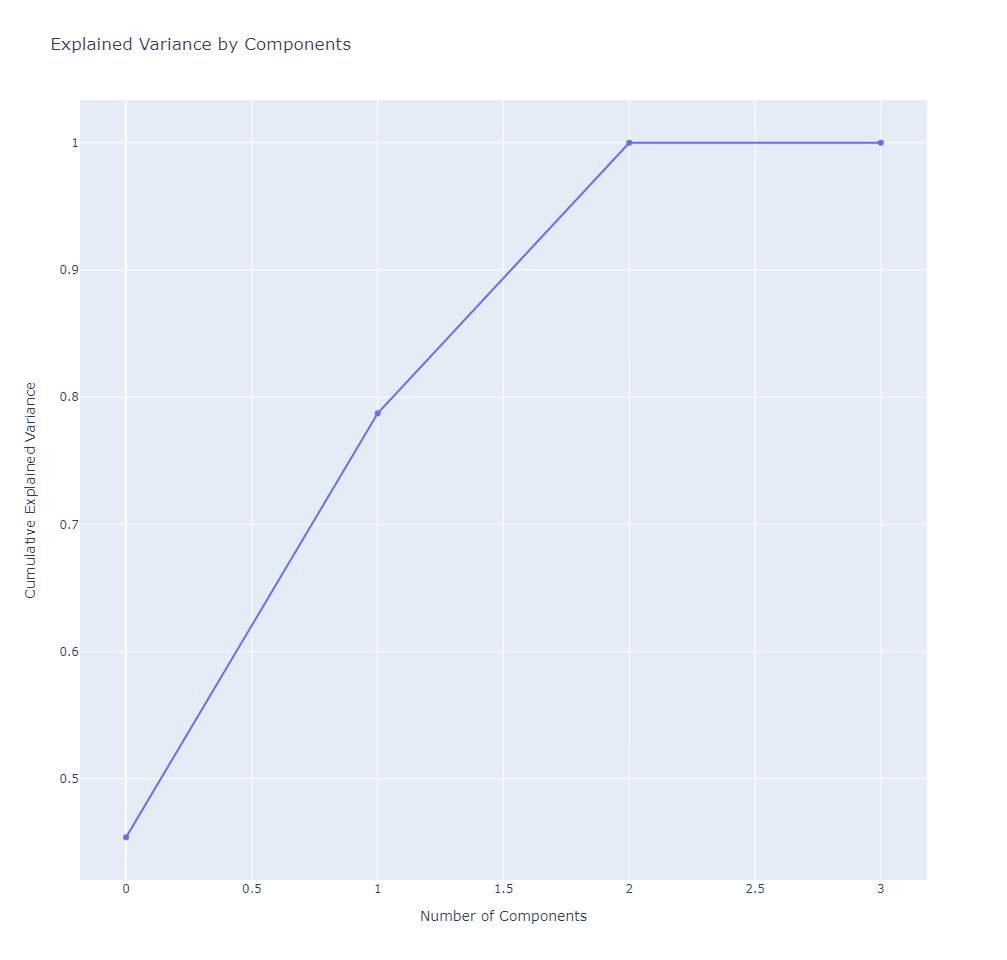 Explained Variance by Components
1
0.9
0.8
0.7
0.6
0.5
Cumulative Explained Variance
0 0.5 1 1.5 2 2.5 3
Number of Components